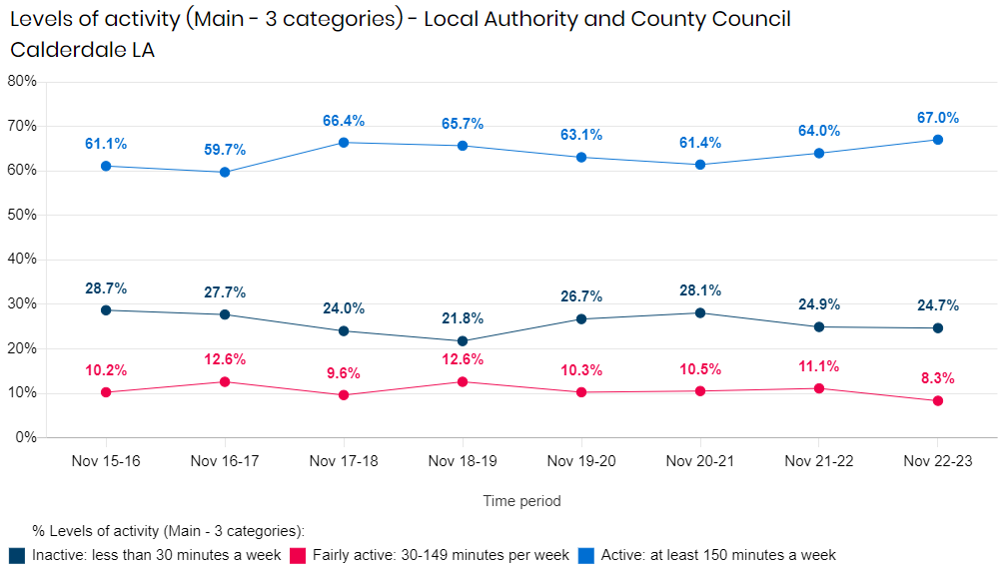 Levels of activity (Main - 3 categories) - Local Authority and County Council
Calderdale LA
80%
70%
60%
50%
40%
30%
20%
10%
0%
61.1%
59.7%
66.4%
65.7%
63.1%
61.4%
64.0%
67.0%
28.7%
27.7%
24.0%
21.8%
26.7%
28.1%
24.9%
24.7%
10.2%
12.6%
9.6%
12.6%
10.3%
10.5%
11.1%
8.3%
Nov 15-16
Nov 16-17
Nov 17-18
Nov 18-19
Nov 19-20
Nov 20-21
Nov 21-22
Nov 22-23
Time period
% Levels of activity (Main - 3 categories):
Inactive: less than 30 minutes a week
Fairly active: 30-149 minutes per week
Active: at least 150 minutes a week